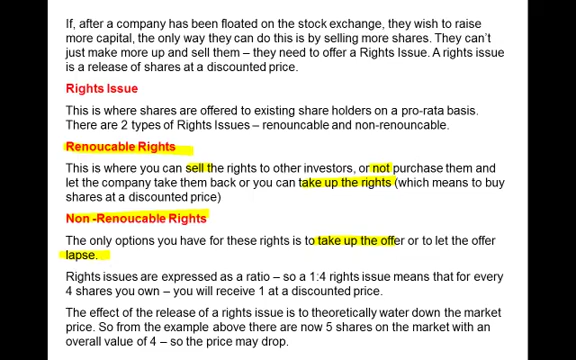 If, after a company has been floated on the stock exchange, they wish to raise
more capital, the only way they can do this is by selling more shares. They can't
just make more up and sell them – they need to offer a Rights Issue. A rights issue
is a release of shares at a discounted price.
Rights Issue
This is where shares are offered to existing share holders on a pro-rata basis.
There are 2 types of Rights Issues – renouncable and non-renouncable.
Renoucable Rights
This is where you can sell the rights to other investors, or not purchase them and
let the company take them back or you can take up the rights (which means to buy
shares at a discounted price)
Non -Renoucable Rights
The only options you have for these rights is to take up the offer or to let the offer
lapse.
Rights issues are expressed as a ratio – so a 1:4 rights issue means that for every
4 shares you own – you will receive 1 at a discounted price.
The effect of the release of a rights issue is to theoretically water down the market
price. So from the example above there are now 5 shares on the market with an
overall value of 4 – so the price may drop.